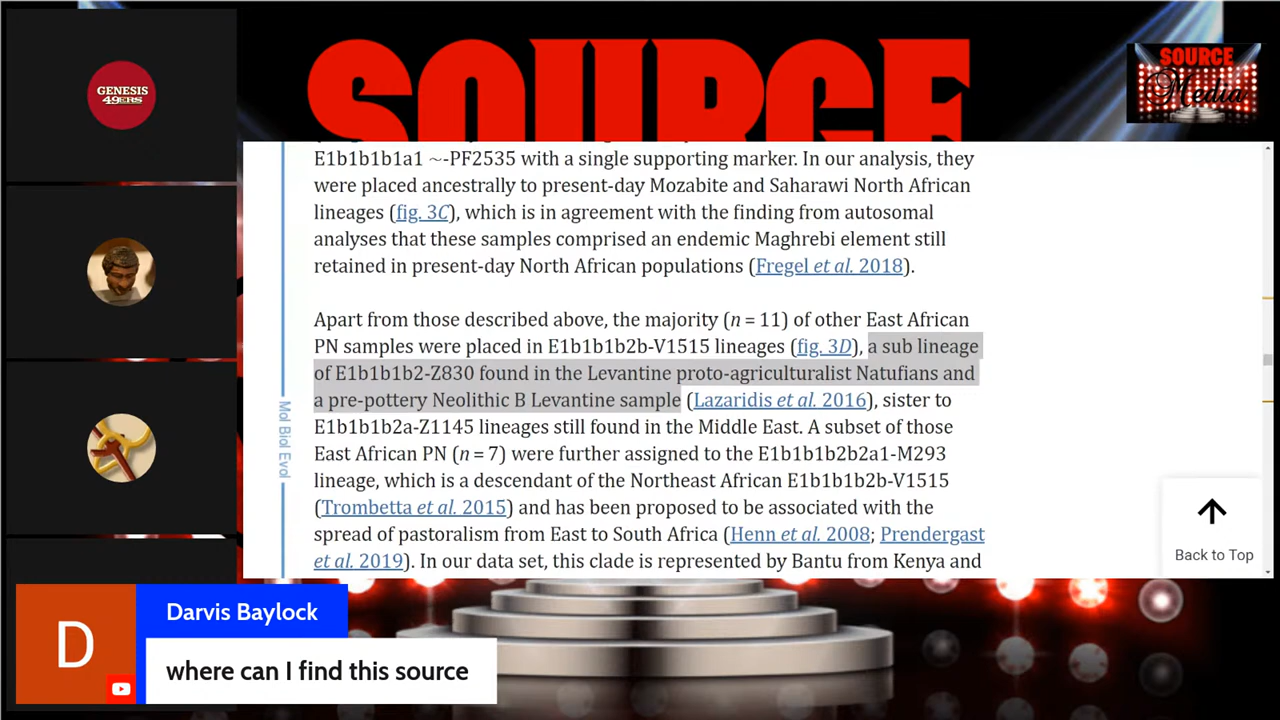 SOURCE
SOURCE
Media
GENESIS
49ERS
E1b1b1b1a1 ~-PF2535 with a single supporting marker. In our analysis, they
were placed ancestrally to present-day Mozabite and Saharawi North African
lineages (fig. 3C), which is in agreement with the finding from autosomal
analyses that these samples comprised an endemic Maghrebi element still
retained in present-day North African populations (Fregel et al. 2018).
Apart from those described above, the majority (n = 11) of other East African
PN samples were placed in E1b1b1b2b-V1515 lineages (fig. 3D), a sub lineage
of E1b1b1b2-Z830 found in the Levantine proto-agriculturalist Natufians and
a pre-pottery Neolithic B Levantine sample (Lazaridis et al. 2016), sister to
E1b1b1b2a-Z1145 lineages still found in the Middle East. A subset of those
East African PN (n = 7) were further assigned to the E1b1b1b2b2a1-M293
lineage, which is a descendant of the Northeast African E1b1b1b2b-V1515
(Trombetta et al. 2015) and has been proposed to be associated with the
spread of pastoralism from East to South Africa (Henn et al. 2008; Prendergast
et al. 2019). In our data set, this clade is represented by Bantu from Kenya and
Mol Biol Evol
Back to Top
D
Darvis Baylock
where can I find this source